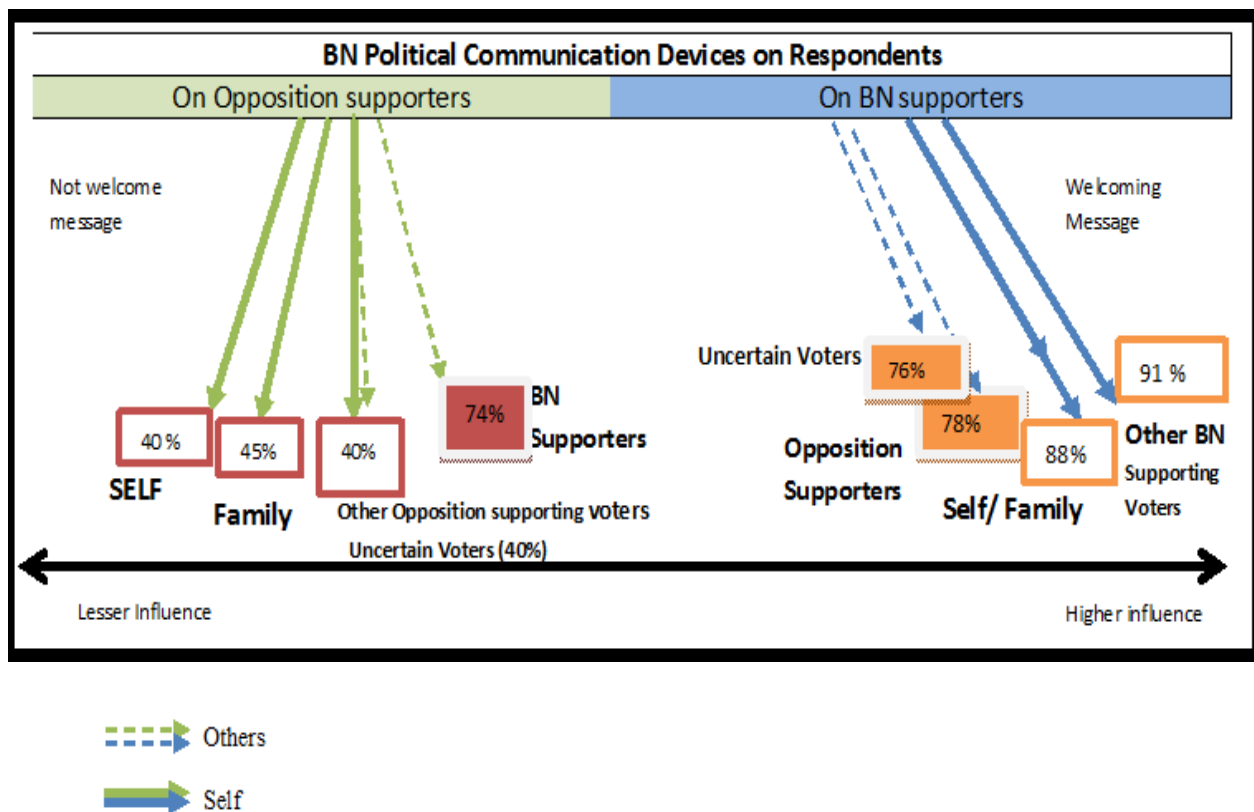 BN Political Communication Devices on Respondents
On Opposition supporters
On BN supporters
Not welcome
message
Welcoming
Message
40 %
SELF
45%
Family
40%
Other Opposition supporting voters
Uncertain Voters (40%)
74%
BN
Supporters
Uncertain Voters
76%
78%
Opposition
Supporters
88%
Self/ Family
91 %
Other BN
Supporting
Voters
Lesser Influence
Higher influence
Others
Self